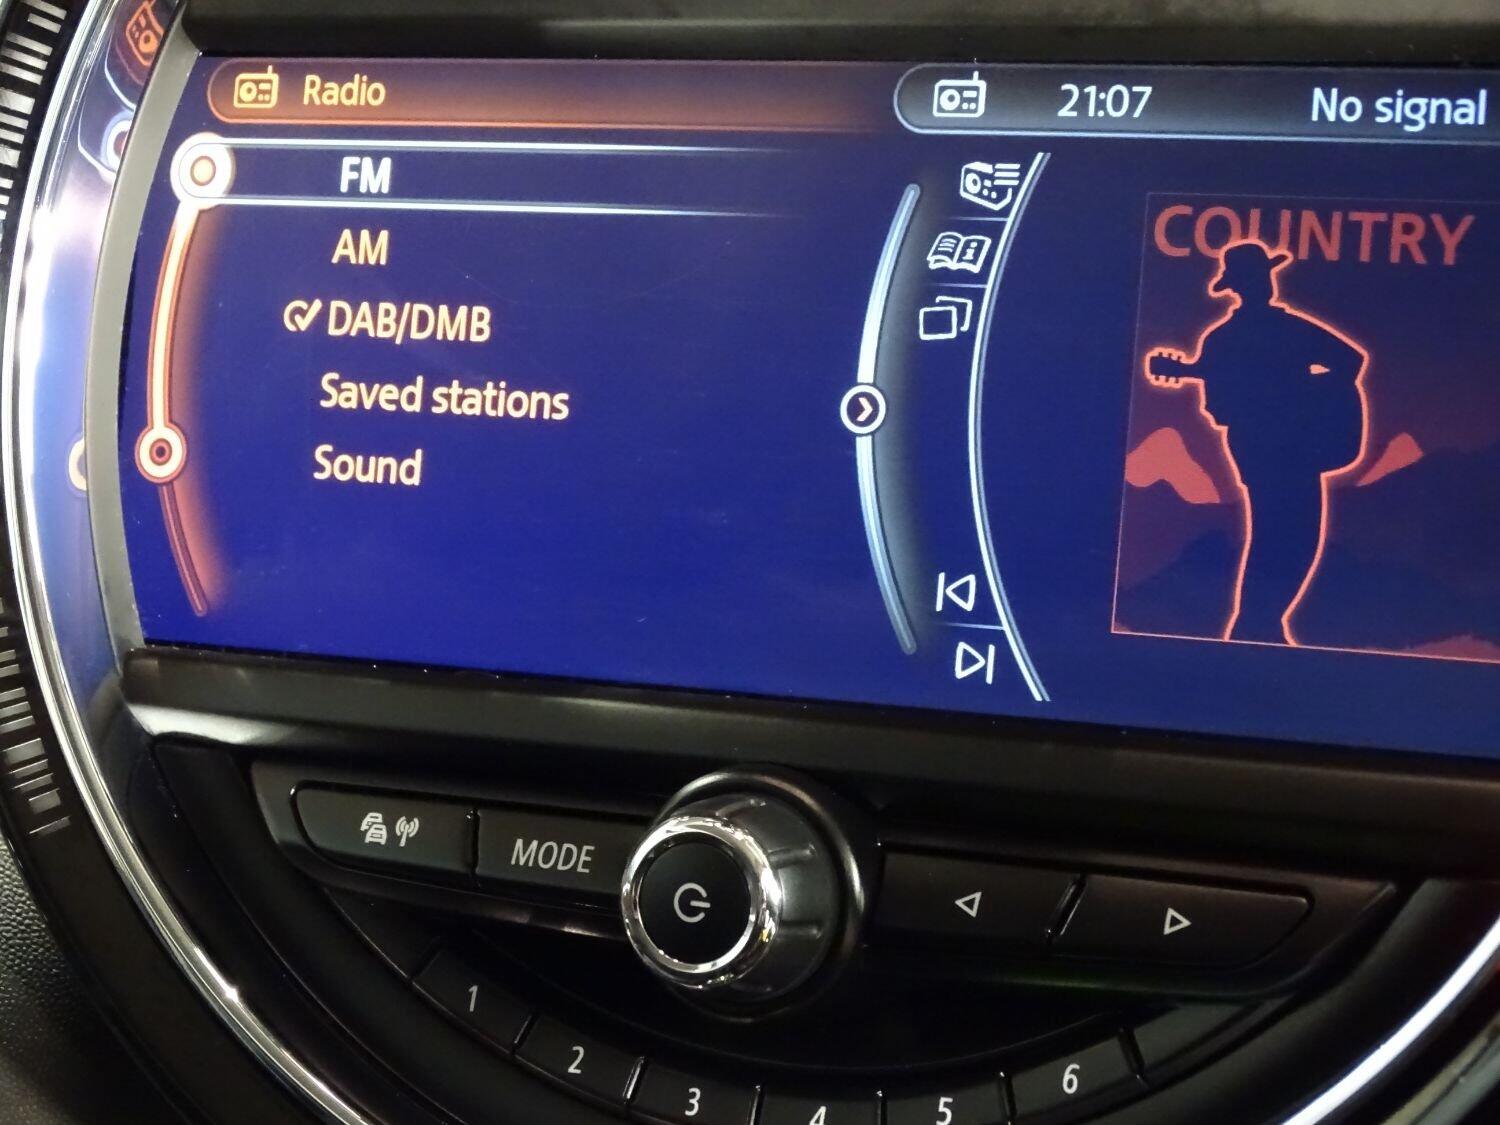 Radio
21:07
No signal
FM
AM
DAB/DMB
Saved stations
Sound
COUNTRY
MODE
1
2
3
4
5
6